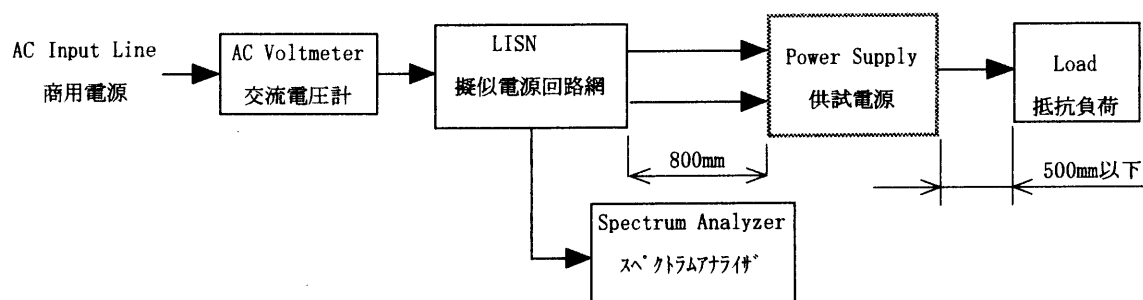 AC Input Line
商用電源
AC Voltmeter
交流電圧計
LISN
擬似電源回路網
Power Supply
供試電源
Load
抵抗負荷
800mm
500mm以下
Spectrum Analyzer
スペクトラムアナライザ